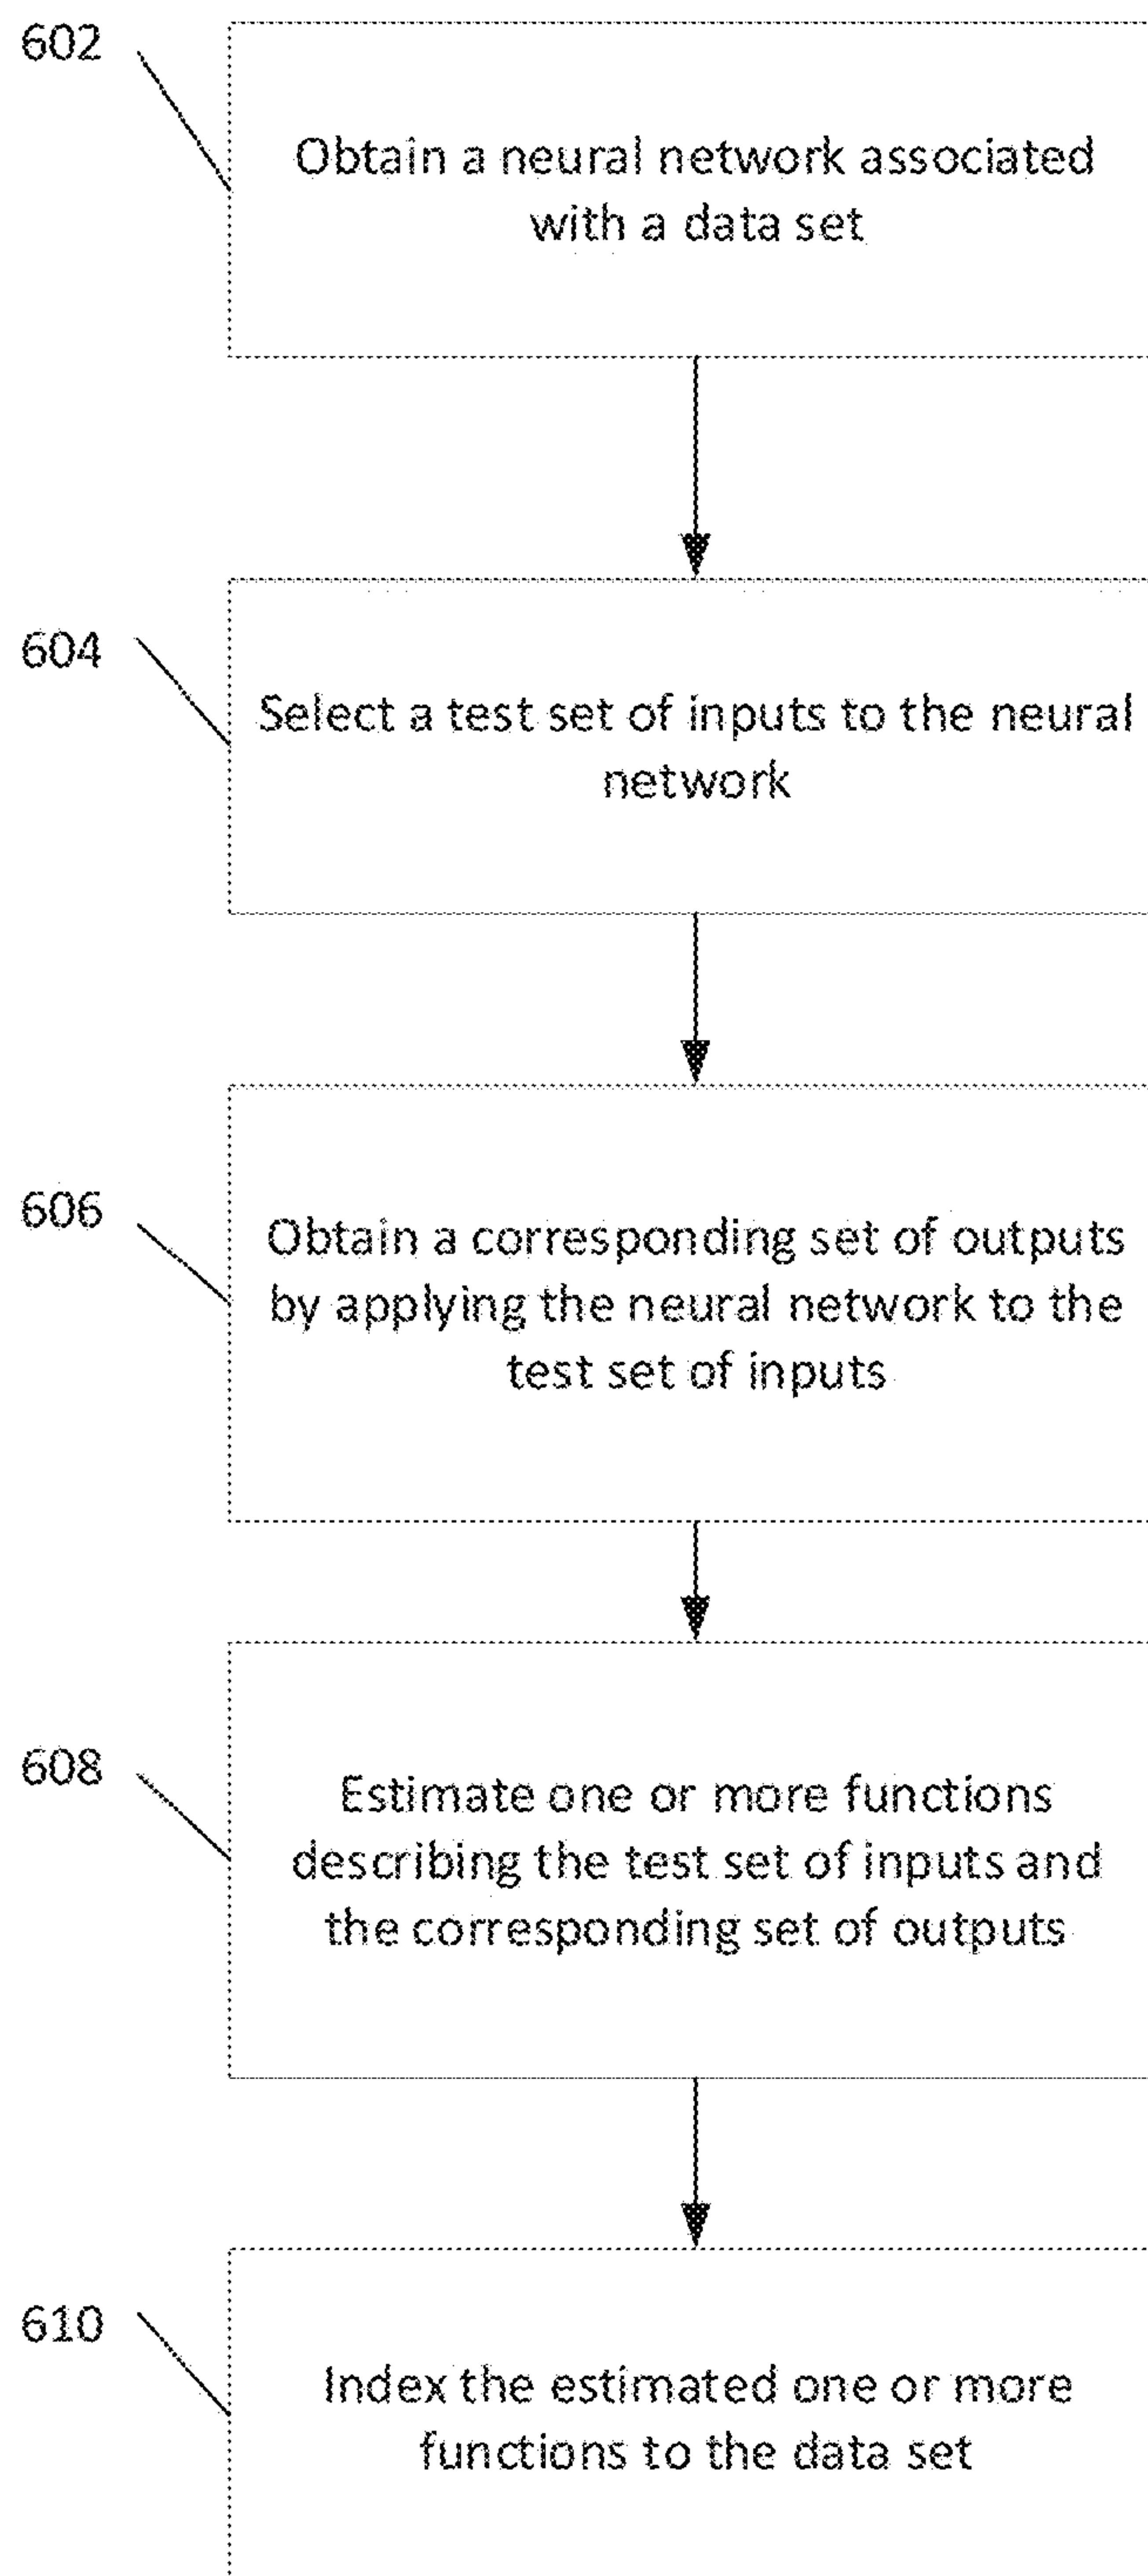 602
Obtain a neural network associated
with a data set
604
Select a test set of inputs to the neural
network
606
Obtain a corresponding set of outputs
by applying the neural network to the
test set of inputs
608
Estimate one or more functions
describing the test set of inputs and
the corresponding set of outputs
610
Index the estimated one or more
functions to the data set